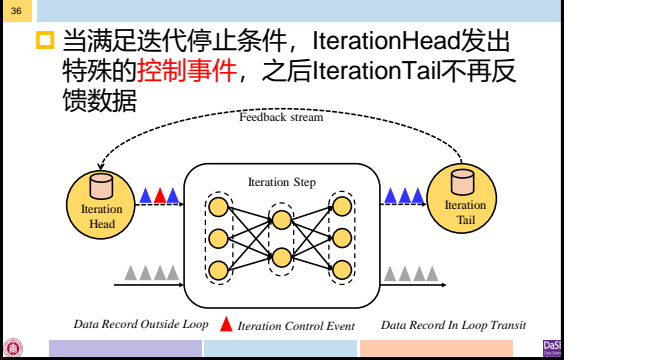 36
当满足迭代停止条件，IterationHead发出
特殊的控制事件，之后IterationTail不再反
馈数据
Feedback stream
Iteration Step
Iteration
Head
Iteration
Tail
Data Record Outside Loop
Iteration Control Event
Data Record In Loop Transit
DaSE